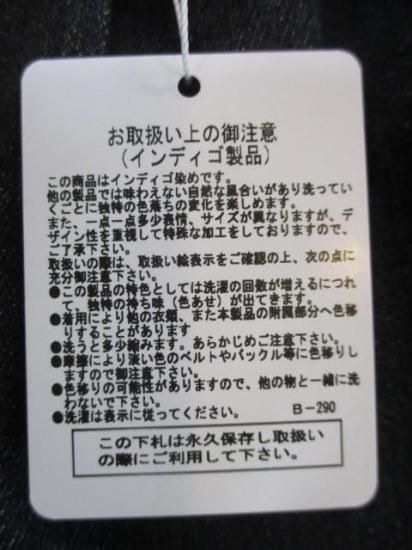 お取扱い上の御注意
(インディゴ製品)
この商品はインディゴ染めです。
他の製品では味わえない自然な風合いがあり洗ってい
くごとに独特の色落ちの変化を楽しめます。
また、一点一点多少表情、サイズが異なりますが、デ
ザイン性を重視して特殊な加工をしておりますので、
ご了承下さい。
取扱いの際は、取扱い絵表示をご確認の上、次の点に
充分御注意下さい。
●この製品の特色としては洗濯の回数が増えるにつれ
て、独特の持ち味(色あせ)が出てきます。
●着用により他の衣類、また本製品の附属部分へ色移
りすることがあります
●洗うと多少縮みます。あらかじめご注意下さい。
●摩擦により淡い色のベルトやバックル等に色移りし
ますので御注意下さい。
●色移りの可能性がありますので、他の物と一緒に洗
わないで下さい。
●洗濯は表示に従ってください。 B-290
この下札は永久保存し取扱い
の際にご利用して下さい。